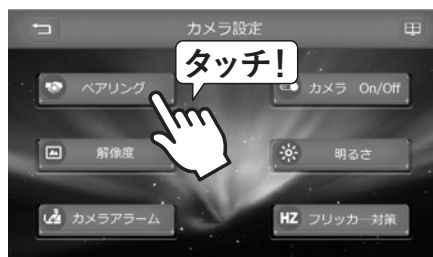 カメラ設定
タッチ!
ペアリング
カメラ On/Off
解像度
明るさ
カメラアラーム
HZ フリッカー対策